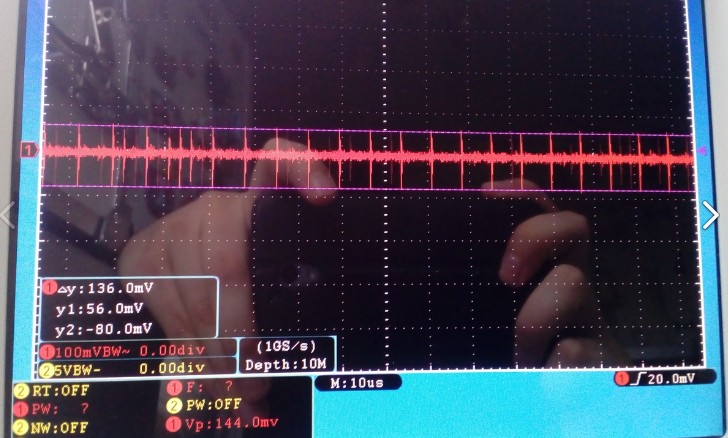 1
1 △y:136.0mV
y1:56.0mV
y2:-80.0mV
1 100mVBW~ 0.00div
2 5VBW- 0.00div
(1GS/s)
Depth:10M
2 RT:OFF
1 F: ?
1 PW: ?
2 PW:OFF
2 NW:OFF
1 Vp:144.0mv
M:10us
1 20.0mV